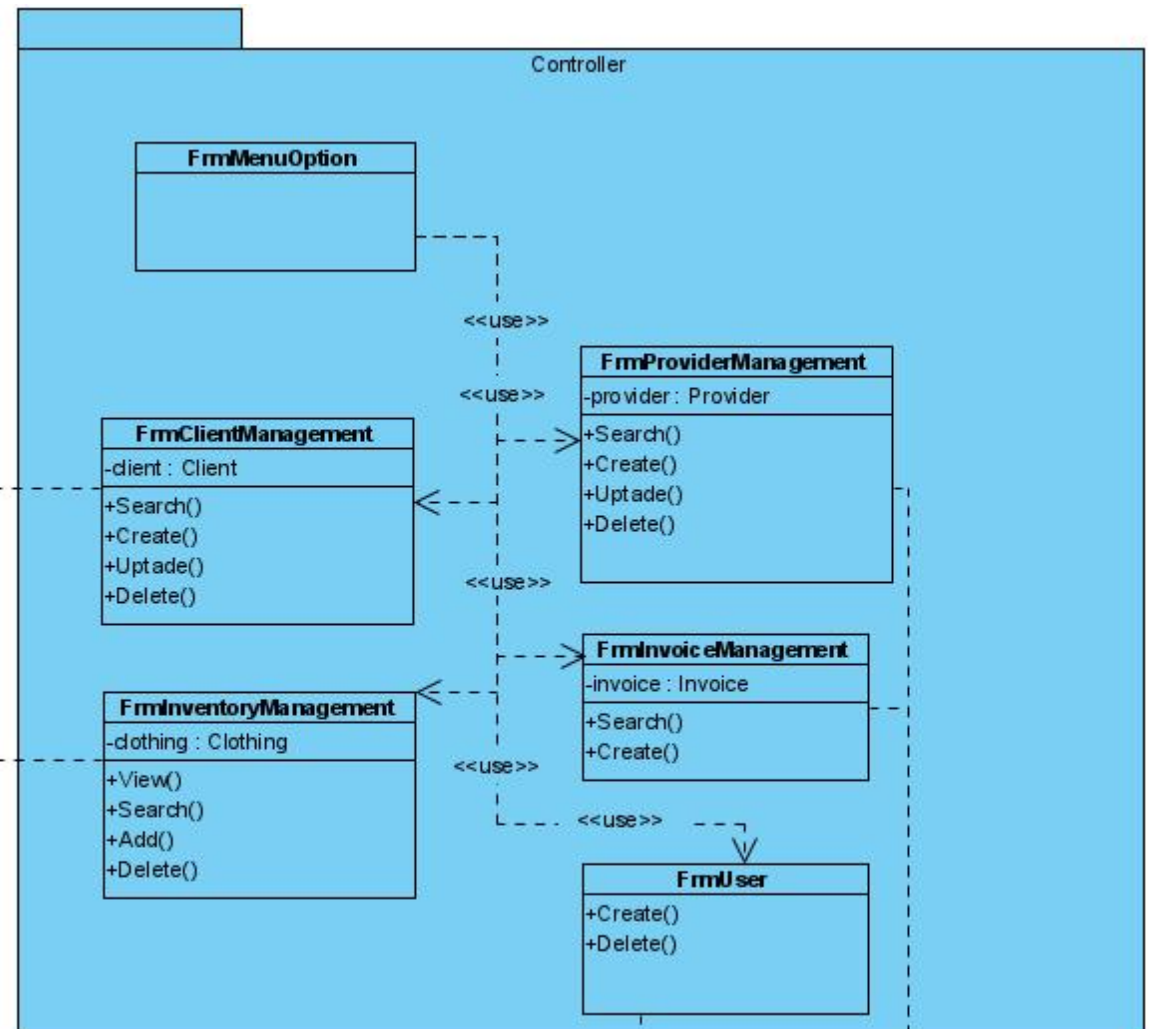 Controller
FrmMenuOption
<<use>>
<<use>>
FrmProviderManagement
-provider : Provider
+Search()
+Create()
+Uptade()
+Delete()
FrmClientManagement
-client : Client
+Search()
+Create()
+Uptade()
+Delete()
<<use>>
FrmInvoiceManagement
-invoice : Invoice
+Search()
+Create()
FrmInventoryManagement
-clothing : Clothing
+View()
+Search()
+Add()
+Delete()
<<use>>
<<use>>
FrmUser
+Create()
+Delete()